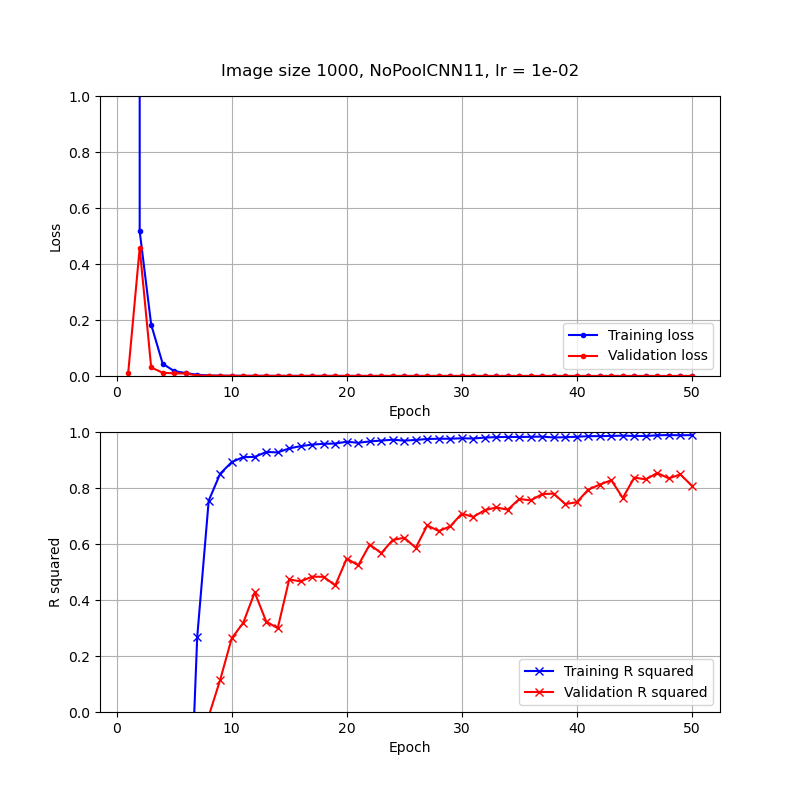 Image size 1000, NoPoolCNN11, lr = 1e-02
1.0
0.8
0.6
0.4
0.2
0.0
Loss
0 10 20 30 40 50
Epoch
Training loss
Validation loss
1.0
0.8
0.6
0.4
0.2
0.0
R squared
0 10 20 30 40 50
Epoch
Training R squared
Validation R squared